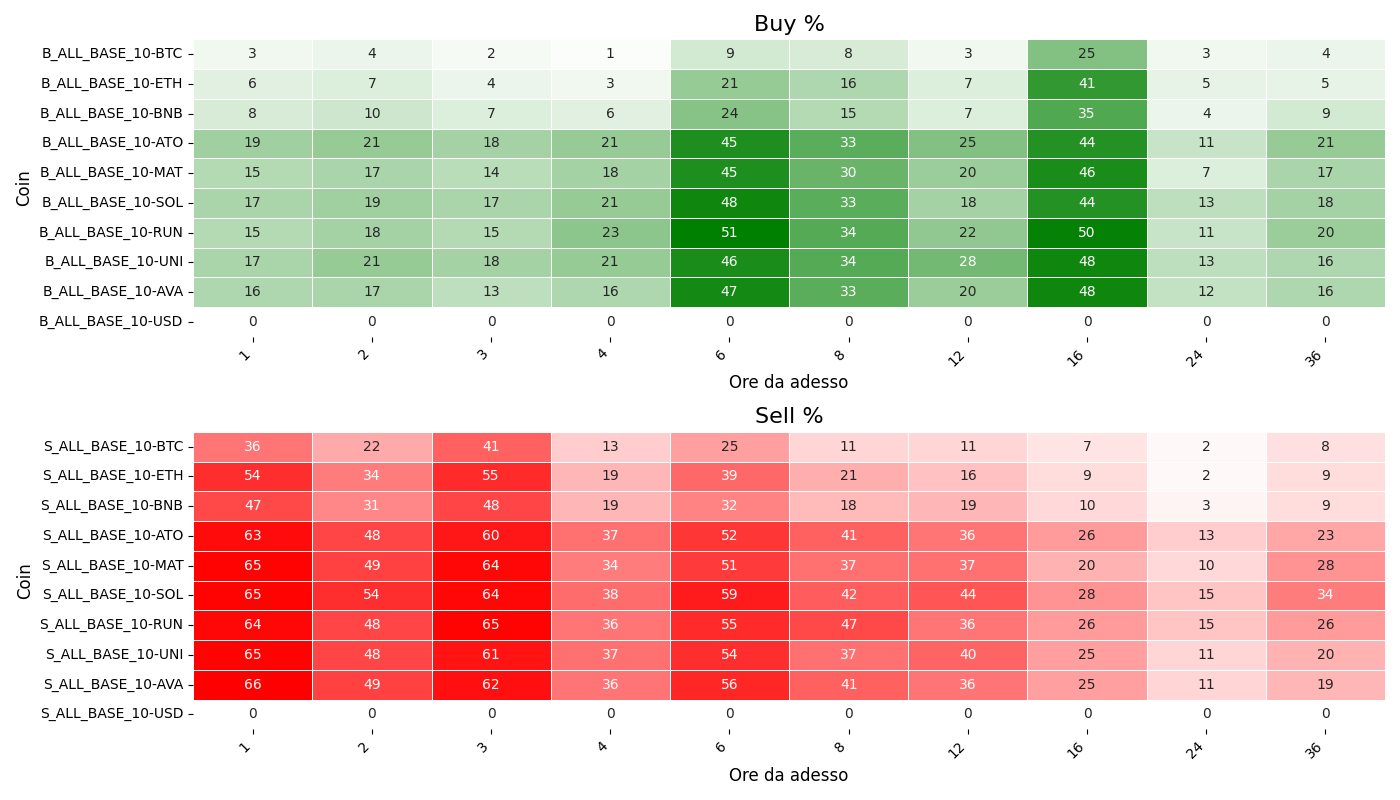 Buy %
Coin
B_ALL_BASE_10-BTC 3 4 2 1 9 8 3 25 3 4
B_ALL_BASE_10-ETH 6 7 4 3 21 16 7 41 5 5
B_ALL_BASE_10-BNB 8 10 7 6 24 15 7 35 4 9
B_ALL_BASE_10-ATO 19 21 18 21 45 33 25 44 11 21
B_ALL_BASE_10-MAT 15 17 14 18 45 30 20 46 7 17
B_ALL_BASE_10-SOL 17 19 17 21 48 33 18 44 13 18
B_ALL_BASE_10-RUN 15 18 15 23 51 34 22 50 11 20
B_ALL_BASE_10-UNI 17 21 18 21 46 34 28 48 13 16
B_ALL_BASE_10-AVA 16 17 13 16 47 33 20 48 12 16
B_ALL_BASE_10-USD 0 0 0 0 0 0 0 0 0 0
1 2 3 4 6 8 12 16 24 36
Ore da adesso
Sell %
Coin
S_ALL_BASE_10-BTC 36 22 41 13 25 11 11 7 2 8
S_ALL_BASE_10-ETH 54 34 55 19 39 21 16 9 2 9
S_ALL_BASE_10-BNB 47 31 48 19 32 18 19 10 3 9
S_ALL_BASE_10-ATO 63 48 60 37 52 41 36 26 13 23
S_ALL_BASE_10-MAT 65 49 64 34 51 37 37 20 10 28
S_ALL_BASE_10-SOL 65 54 64 38 59 42 44 28 15 34
S_ALL_BASE_10-RUN 64 48 65 36 55 47 36 26 15 26
S_ALL_BASE_10-UNI 65 48 61 37 54 37 40 25 11 20
S_ALL_BASE_10-AVA 66 49 62 36 56 41 36 25 11 19
S_ALL_BASE_10-USD 0 0 0 0 0 0 0 0 0 0
1 2 3 4 6 8 12 16 24 36
Ore da adesso